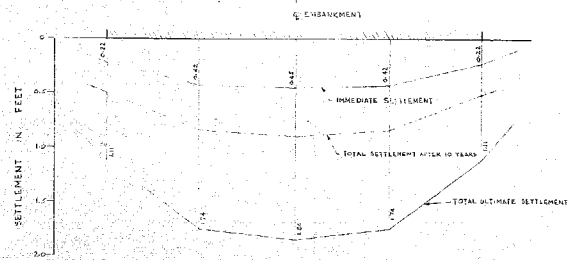 ℄ EMBANKMENT
0
0.22
0.42
0.45
0.42
0.22
IMMEDIATE SETTLEMENT
0.5
TOTAL SETTLEMENT AFTER 10 YEARS
1.0
1.11
1.11
SETTLEMENT IN FEET
1.5
1.74
1.74
TOTAL ULTIMATE SETTLEMENT
2.0